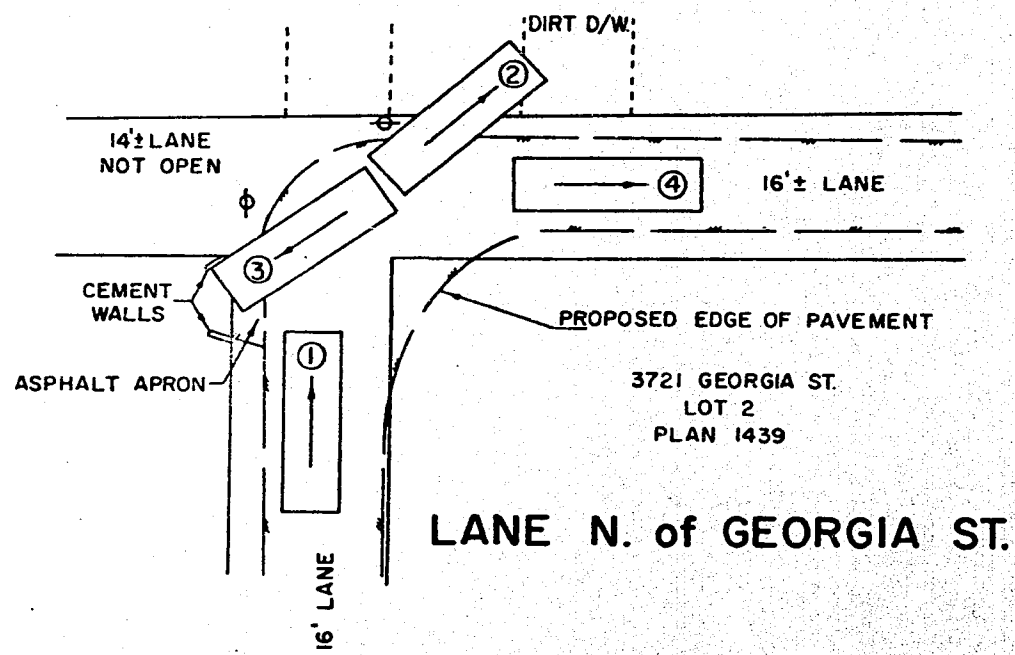 DIRT D/W.
②
14'± LANE
NOT OPEN
④
16'± LANE
③
CEMENT
WALLS
PROPOSED EDGE OF PAVEMENT
①
ASPHALT APRON
3721 GEORGIA ST.
LOT 2
PLAN 1439
LANE N. of GEORGIA ST.
16' LANE